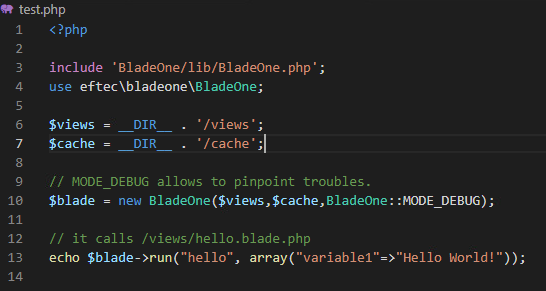 test.php
1 <?php
2
3 include 'BladeOne/lib/BladeOne.php';
4 use eftec\bladeone\BladeOne;
5
6 $views = __DIR__ . '/views';
7 $cache = __DIR__ . '/cache';
8
9 // MODE_DEBUG allows to pinpoint troubles.
10 $blade = new BladeOne($views,$cache,BladeOne::MODE_DEBUG);
11
12 // it calls /views/hello.blade.php
13 echo $blade->run("hello", array("variable1"=>"Hello World!"));
14